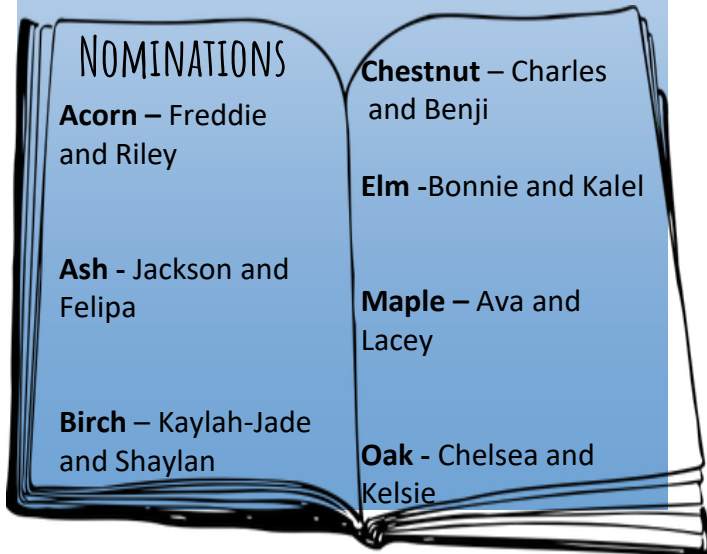 NOMINATIONS
Acorn – Freddie
and Riley
Ash - Jackson and
Felipa
Birch – Kaylah-Jade
and Shaylan
Chestnut – Charles
and Benji
Elm -Bonnie and Kalel
Maple – Ava and
Lacey
Oak - Chelsea and
Kelsie